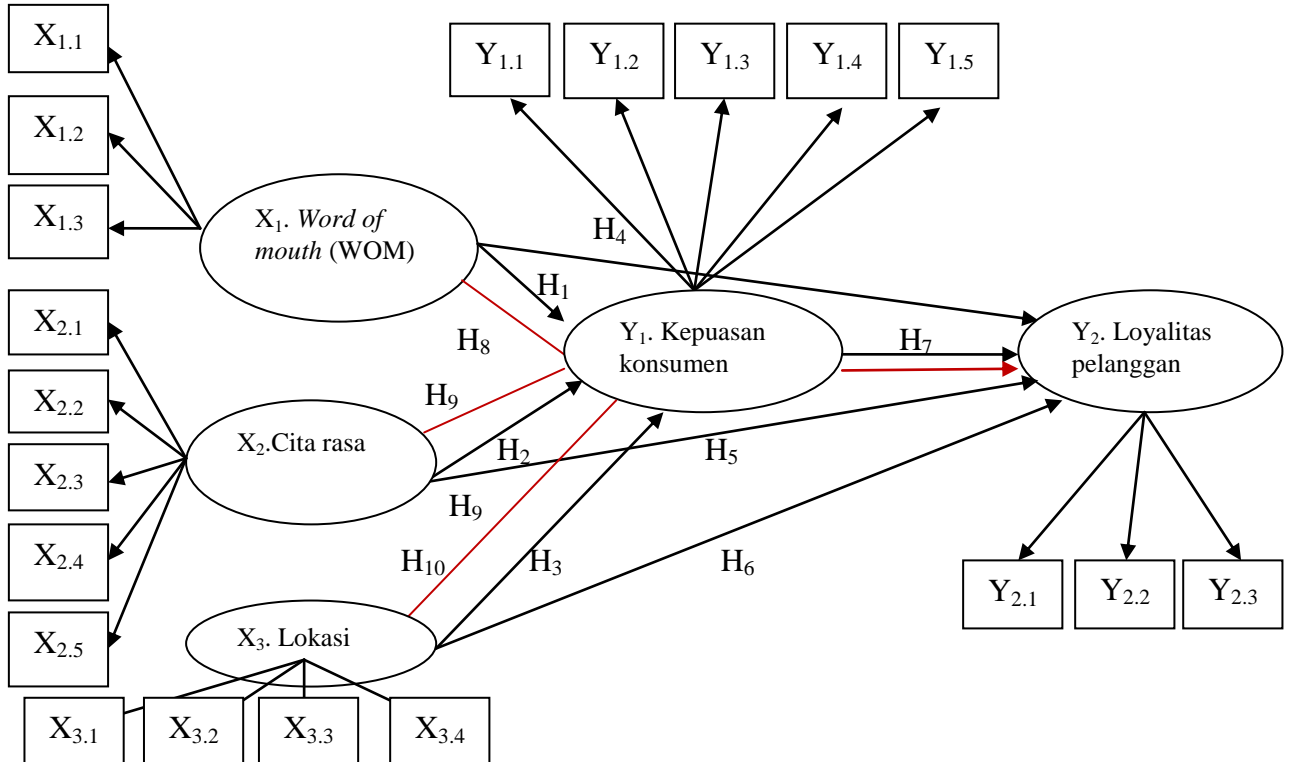 X1.1
X1.2
X1.3
Y1.1
Y1.2
Y1.3
Y1.4
Y1.5
X1. Word of
mouth (WOM)
H4
H1
H8
X2.1
X2.2
X2.3
X2.4
X2.5
Y1. Kepuasan
konsumen
H7
Y2. Loyalitas
pelanggan
H9
X2.Cita rasa
H2
H5
H9
H10
H3
H6
Y2.1
Y2.2
Y2.3
X3. Lokasi
X3.1
X3.2
X3.3
X3.4